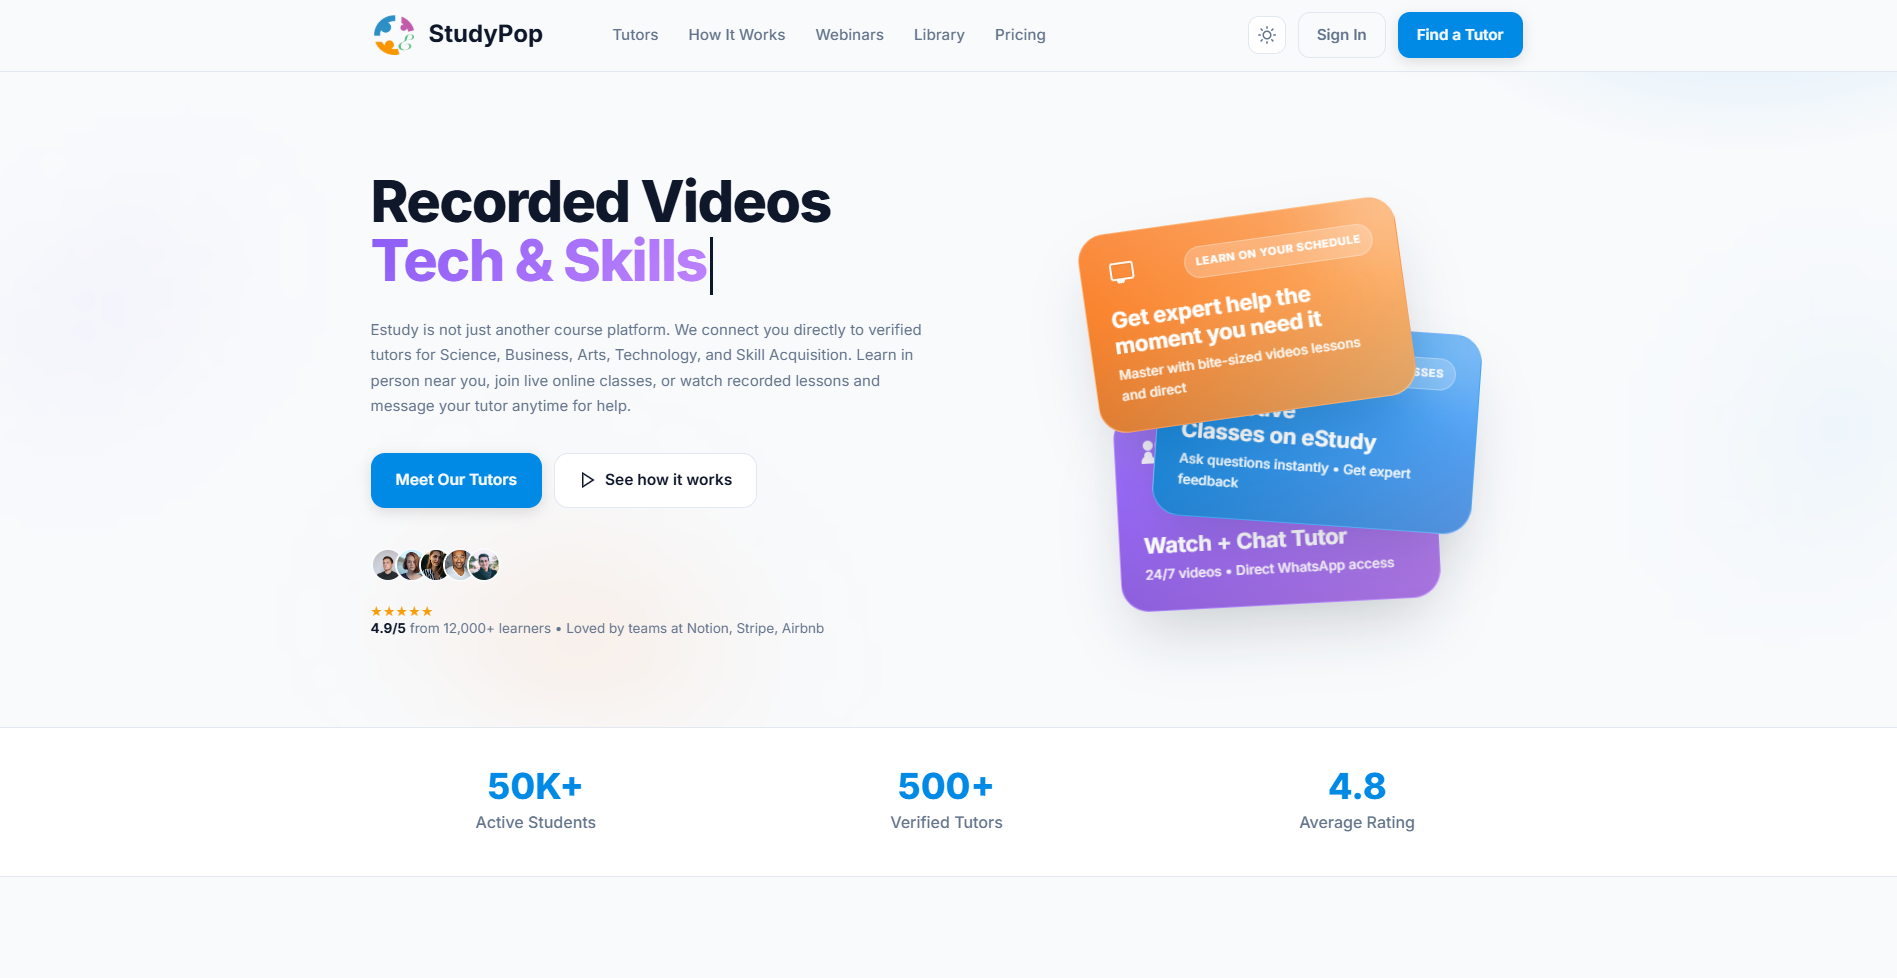 StudyPop
Tutors
How It Works
Webinars
Library
Pricing
Sign In
Find a Tutor
Recorded Videos
Tech & Skills
Estudy is not just another course platform. We connect you directly to verified
tutors for Science, Business, Arts, Technology, and Skill Acquisition. Learn in
person near you, join live online classes, or watch recorded lessons and
message your tutor anytime for help.
Meet Our Tutors
See how it works
★★★★★
4.9/5 from 12,000+ learners • Loved by teams at Notion, Stripe, Airbnb
LEARN ON YOUR SCHEDULE
Get expert help the
moment you need it
Master with bite-sized videos lessons
and direct
Classes on eStudy
Ask questions instantly • Get expert
feedback
Watch + Chat Tutor
24/7 videos • Direct WhatsApp access
50K+
Active Students
500+
Verified Tutors
4.8
Average Rating